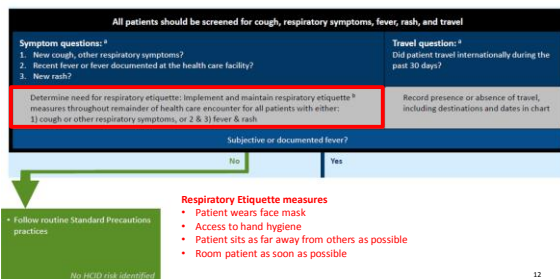 All patients should be screened for cough, respiratory symptoms, fever, rash, and travel
Symptom questions: a
1. New cough, other respiratory symptoms?
2. Recent fever or fever documented at the health care facility?
3. New rash?
Travel question: a
Did patient travel internationally during the
past 30 days?
Determine need for respiratory etiquette: Implement and maintain respiratory etiquette b
measures throughout remainder of health care encounter for all patients with either:
1) cough or other respiratory symptoms, or 2 & 3) fever & rash
Record presence or absence of travel,
including destinations and dates in chart
Subjective or documented fever?
No
Yes
• Follow routine Standard Precautions
practices
No HCID risk identified
Respiratory Etiquette measures
• Patient wears face mask
• Access to hand hygiene
• Patient sits as far away from others as possible
• Room patient as soon as possible
12